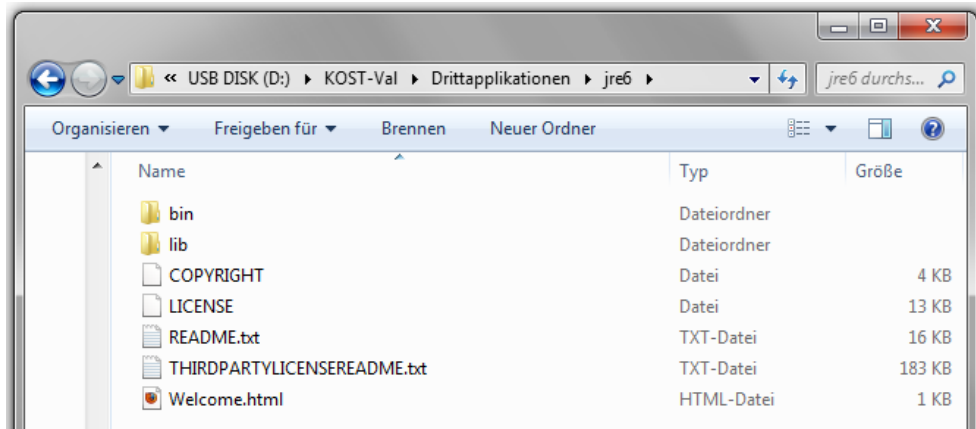 « USB DISK (D:) ▸ KOST-Val ▸ Drittapplikationen ▸ jre6 ▸ jre6 durchs...
Organisieren Freigeben für Brennen Neuer Ordner
Name Typ Größe
bin Dateiordner
lib Dateiordner
COPYRIGHT Datei 4 KB
LICENSE Datei 13 KB
README.txt TXT-Datei 16 KB
THIRDPARTYLICENSEREADME.txt TXT-Datei 183 KB
Welcome.html HTML-Datei 1 KB